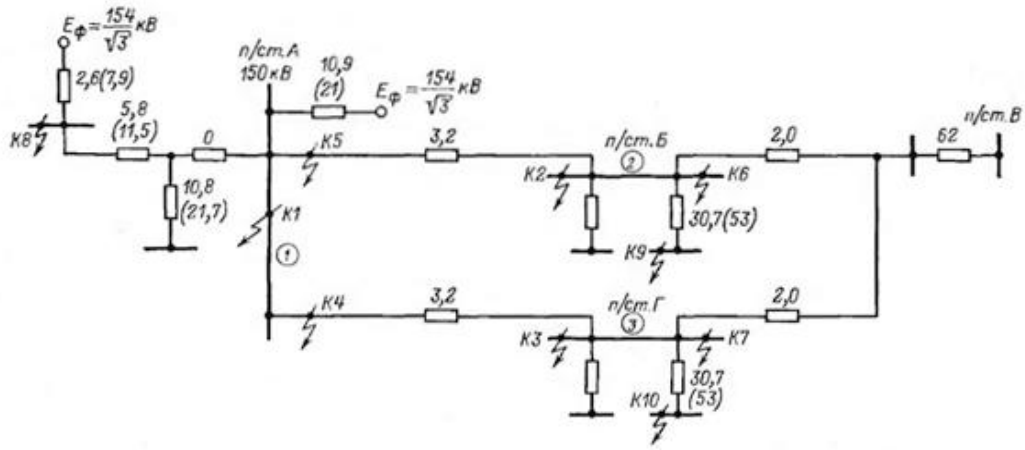 Eф=154/√3 кВ
2,6(7,9)
К8
5,8
(11,5)
0
10,8
(21,7)
п/ст.А
150кВ
10,9
(21)
Eф=154/√3 кВ
К5
3,2
К1
1
К4
3,2
п/ст.Б
2
К2
К6
2,0
30,7(53)
К9
п/ст.Г
3
К3
К7
2,0
30,7
(53)
К10
62
п/ст.В